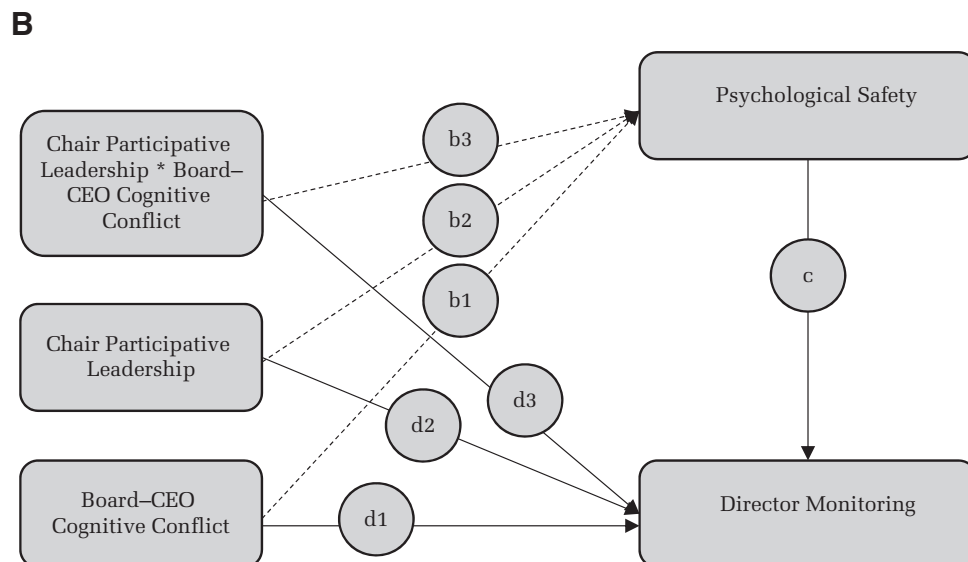 B
Psychological Safety
Chair Participative
Leadership * Board–
CEO Cognitive
Conflict
b3
b2
b1
c
Chair Participative
Leadership
d3
d2
Board–CEO
Cognitive Conflict
d1
Director Monitoring